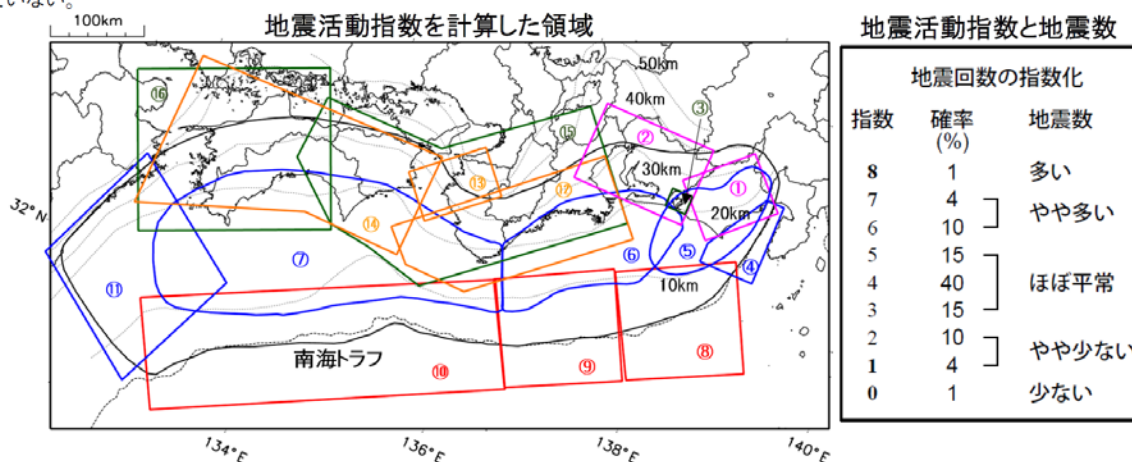 いない。
100km
地震活動指数を計算した領域
地震活動指数と地震数
50km
40km
30km
20km
10km
⑯
③
②
⑮
①
⑬
⑰
⑭
⑦
⑥
⑤
④
⑪
⑩
⑨
⑧
南海トラフ
32°N
134°E
136°E
138°E
140°E
地震回数の指数化
指数 確率 地震数
(%)
8 1 多い
7 4
やや多い
6 10
5 15
4 40 ほぼ平常
3 15
2 10
やや少ない
1 4
0 1 少ない